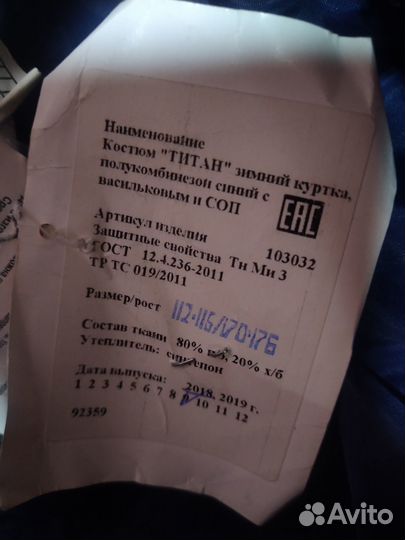 Наименование
Костюм "ТИТАН" зимний куртка,
полукомбинезон синий с
васильковым и СОП
EAC
Артикул изделия 103032
Защитные свойства Тн Ми З
ГОСТ 12.4.236-2011
ТР ТС 019/2011
Размер/рост 112-116/170-176
Состав ткани 80% п/э, 20% х/б
Утеплитель: синтепон
Дата выпуска: 2018, 2019 г.
1 2 3 4 5 6 7 8 9 10 11 12
92359
Avito